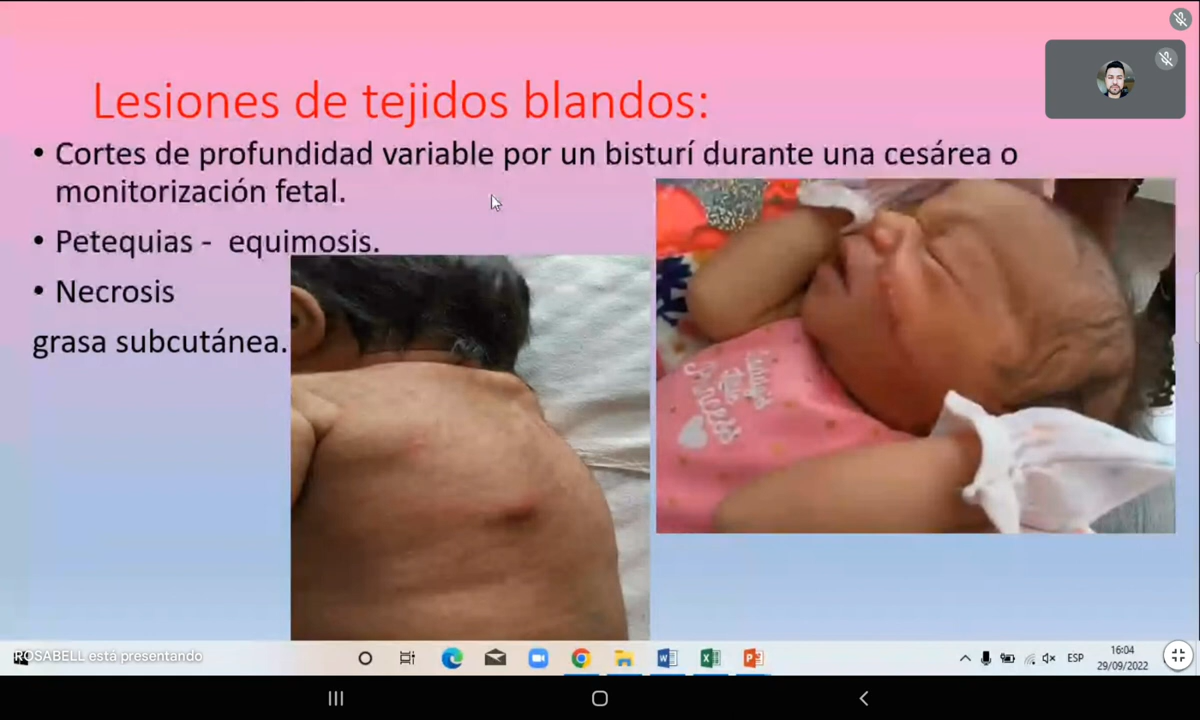 Lesiones de tejidos blandos:
• Cortes de profundidad variable por un bisturí durante una cesárea o
monitorización fetal.
• Petequias - equimosis.
• Necrosis
grasa subcutánea.
Princess
ROSABELL está presentando
ESP
16:04
29/09/2022